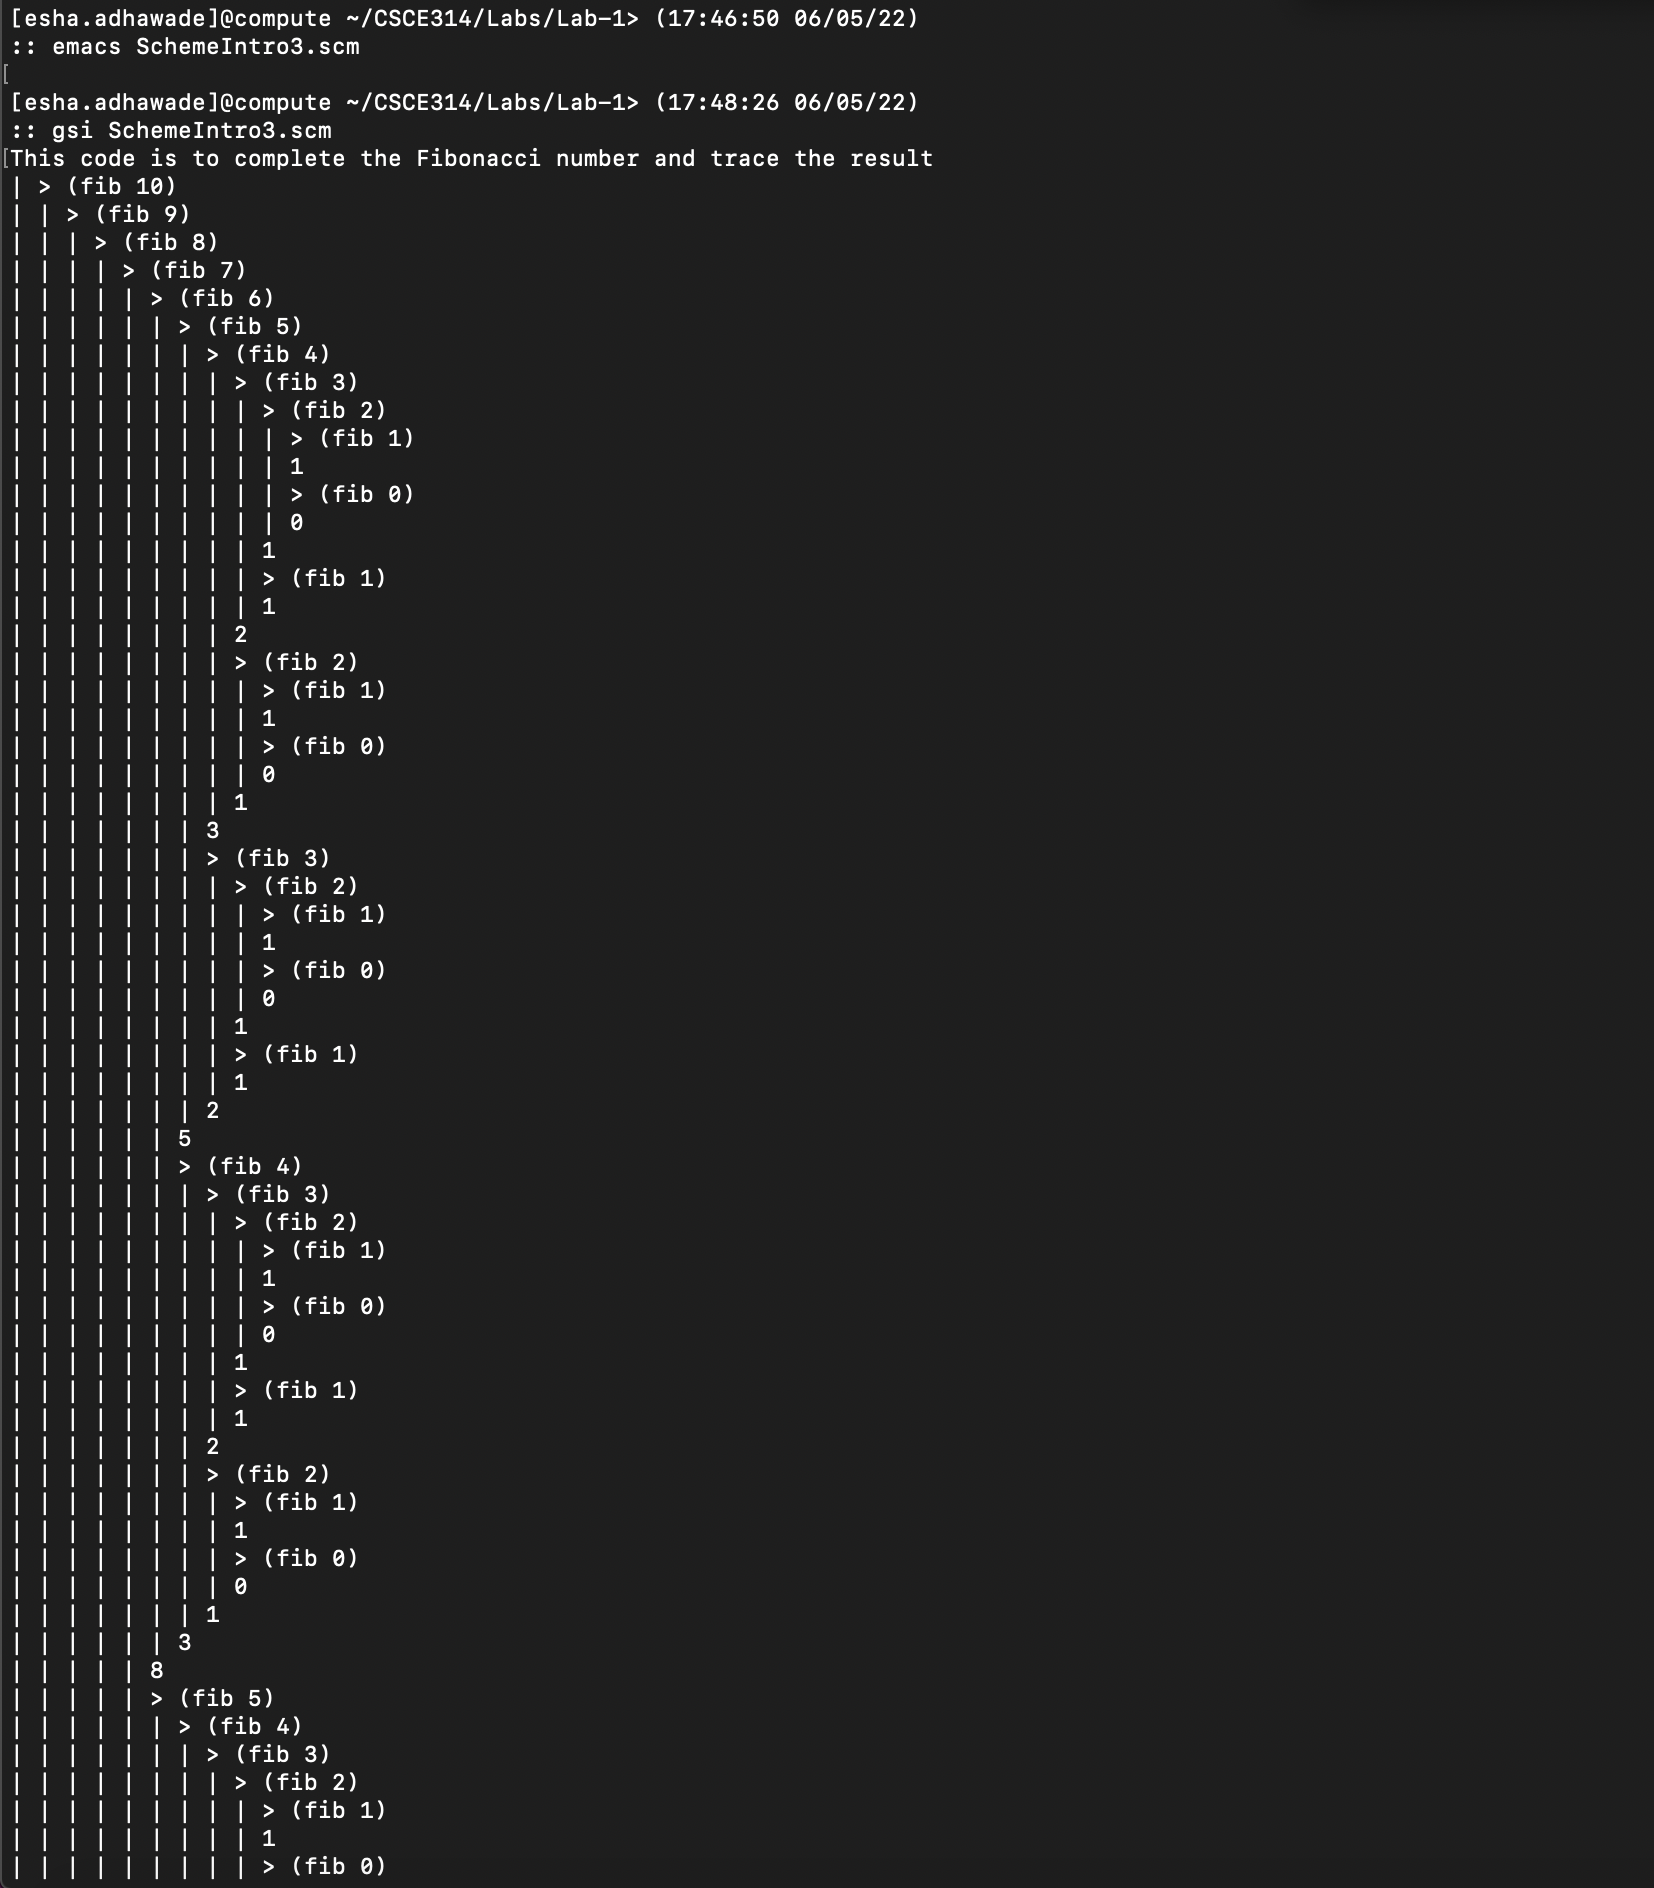 [esha.adhawade]@compute ~/CSCE314/Labs/Lab-1> (17:46:50 06/05/22)
:: emacs SchemeIntro3.scm
[
[esha.adhawade]@compute ~/CSCE314/Labs/Lab-1> (17:48:26 06/05/22)
:: gsi SchemeIntro3.scm
[This code is to complete the Fibonacci number and trace the result
| > (fib 10)
| | > (fib 9)
| | | > (fib 8)
| | | | > (fib 7)
| | | | | > (fib 6)
| | | | | | > (fib 5)
| | | | | | | > (fib 4)
| | | | | | | | > (fib 3)
| | | | | | | | | > (fib 2)
| | | | | | | | | | > (fib 1)
| | | | | | | | | | 1
| | | | | | | | | | > (fib 0)
| | | | | | | | | | 0
| | | | | | | | | 1
| | | | | | | | | > (fib 1)
| | | | | | | | | 1
| | | | | | | | 2
| | | | | | | | > (fib 2)
| | | | | | | | | > (fib 1)
| | | | | | | | | 1
| | | | | | | | | > (fib 0)
| | | | | | | | | 0
| | | | | | | | 1
| | | | | | | 3
| | | | | | | > (fib 3)
| | | | | | | | > (fib 2)
| | | | | | | | | > (fib 1)
| | | | | | | | | 1
| | | | | | | | | > (fib 0)
| | | | | | | | | 0
| | | | | | | | 1
| | | | | | | | > (fib 1)
| | | | | | | | 1
| | | | | | | 2
| | | | | | 5
| | | | | | > (fib 4)
| | | | | | | > (fib 3)
| | | | | | | | > (fib 2)
| | | | | | | | | > (fib 1)
| | | | | | | | | 1
| | | | | | | | | > (fib 0)
| | | | | | | | | 0
| | | | | | | | 1
| | | | | | | | > (fib 1)
| | | | | | | | 1
| | | | | | | 2
| | | | | | | > (fib 2)
| | | | | | | | > (fib 1)
| | | | | | | | 1
| | | | | | | | > (fib 0)
| | | | | | | | 0
| | | | | | | 1
| | | | | | 3
| | | | | 8
| | | | | > (fib 5)
| | | | | | > (fib 4)
| | | | | | | > (fib 3)
| | | | | | | | > (fib 2)
| | | | | | | | | > (fib 1)
| | | | | | | | | 1
| | | | | | | | | > (fib 0)